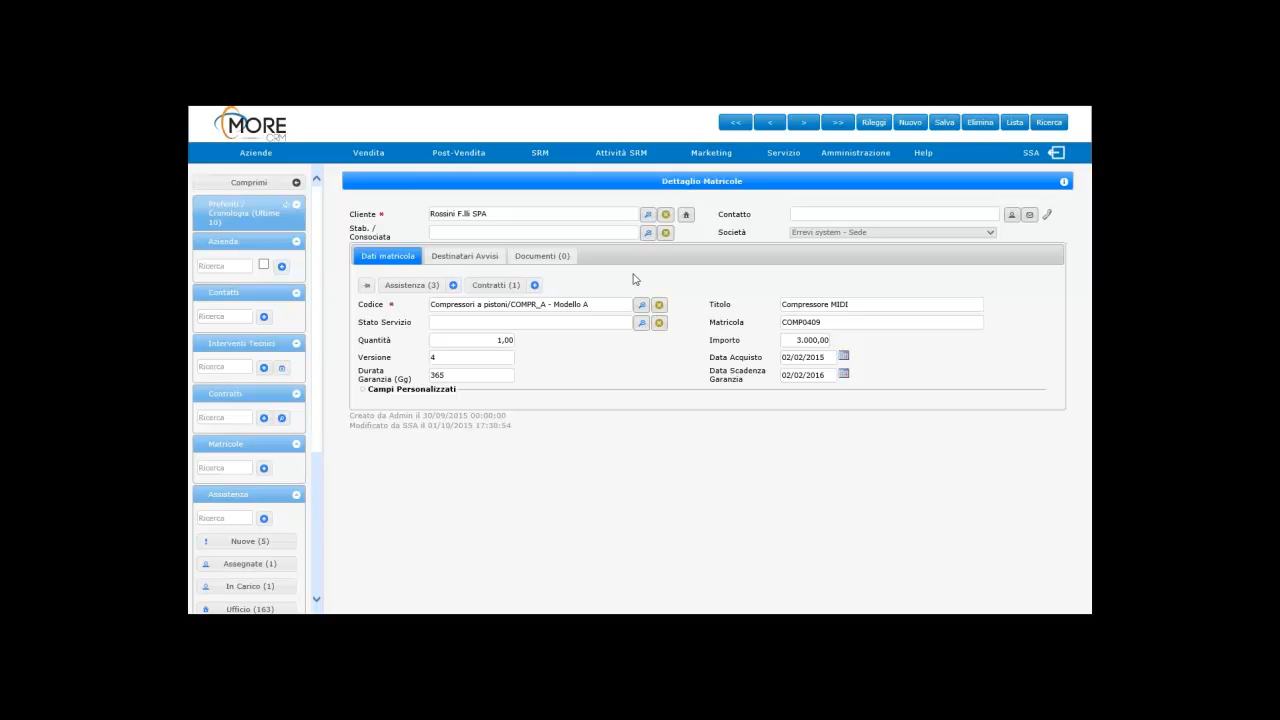 MORE
CRM
<< < > >> Rileggi Nuovo Salva Elimina Lista Ricerca
Aziende Vendita Post-Vendita SRM Attività SRM Marketing Servizio Amministrazione Help SSA
Comprimi
Dettaglio Matricole
Preferiti /
Cronologia (Ultime
10)
Cliente * Rossini F.lli SPA
Contatto
Stab. /
Consociata
Società Errevi system - Sede
Azienda
Ricerca
Dati matricola Destinatari Avvisi Documenti (0)
Assistenza (3) Contratti (1)
Contatti
Ricerca
Codice * Compressori a pistoni/COMPR_A - Modello A
Titolo Compressore MIDI
Stato Servizio
Matricola COMP0409
Quantità 1,00
Importo 3.000,00
Interventi Tecnici
Ricerca
Versione 4
Data Acquisto 02/02/2015
Durata
Garanzia (Gg) 365
Data Scadenza
Garanzia 02/02/2016
Campi Personalizzati
Contratti
Ricerca
Creato da Admin il 30/09/2015 00:00:00
Modificato da SSA il 01/10/2015 17:38:54
Matricole
Ricerca
Assistenza
Ricerca
Nuove (5)
Assegnate (1)
In Carico (1)
Ufficio (163)